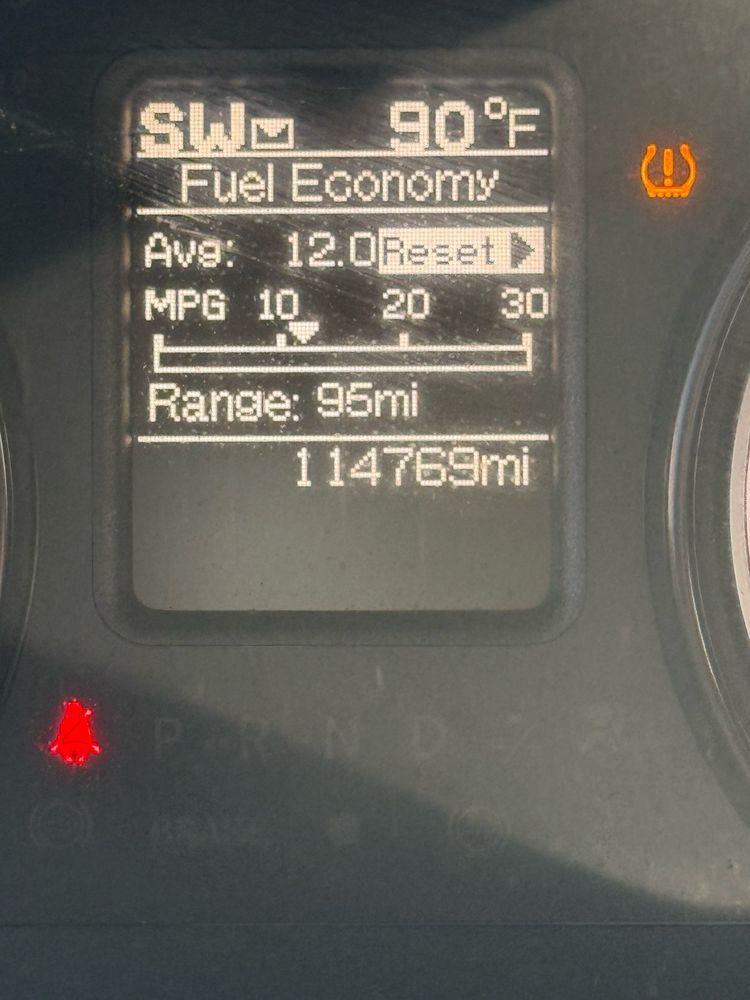 SW 90°F
Fuel Economy
Avg: 12.0 Reset
MPG 10 20 30
Range: 95mi
114769mi
P R N D